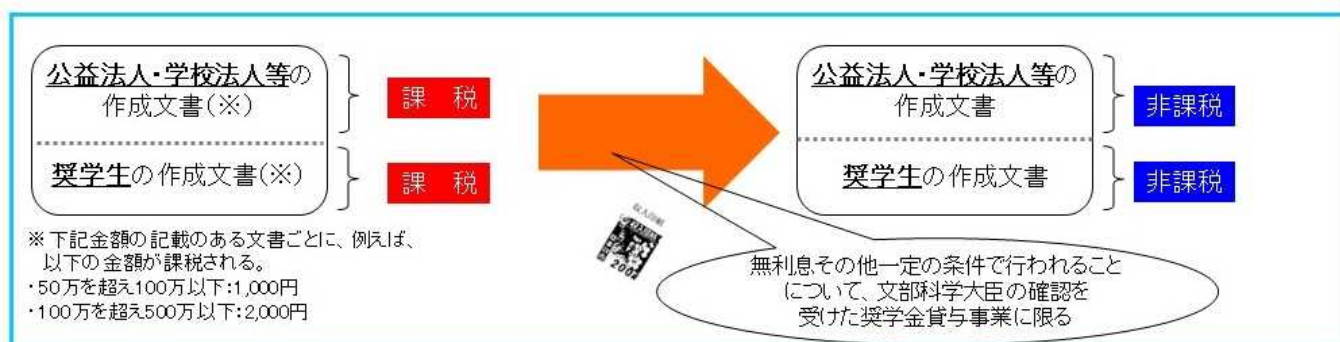 公益法人・学校法人等の
作成文書(※)
課 税
奨学生の作成文書(※)
課 税
※下記金額の記載のある文書ごとに、例えば、
以下の金額が課税される。
・50万を超え100万以下:1,000円
・100万を超え500万以下:2,000円
収入印紙
無利息その他一定の条件で行われること
について、文部科学大臣の確認を
受けた奨学金貸与事業に限る
公益法人・学校法人等の
作成文書
非課税
奨学生の作成文書
非課税